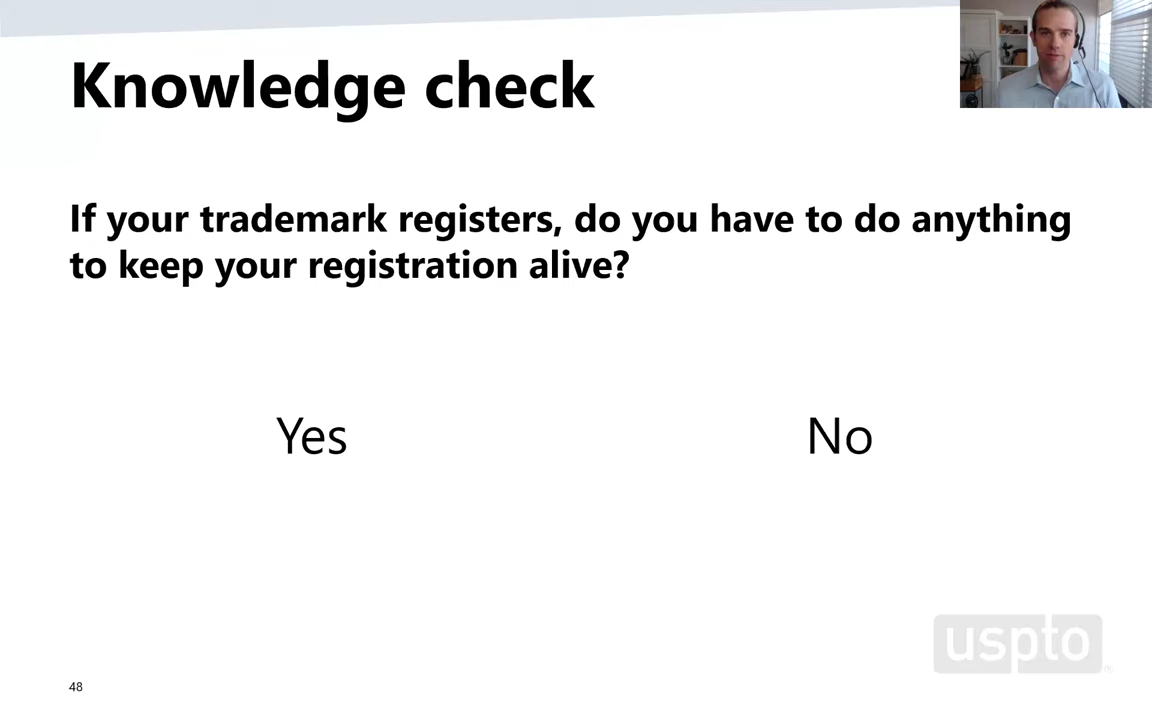 Knowledge check
If your trademark registers, do you have to do anything
to keep your registration alive?
Yes
No
uspto
48